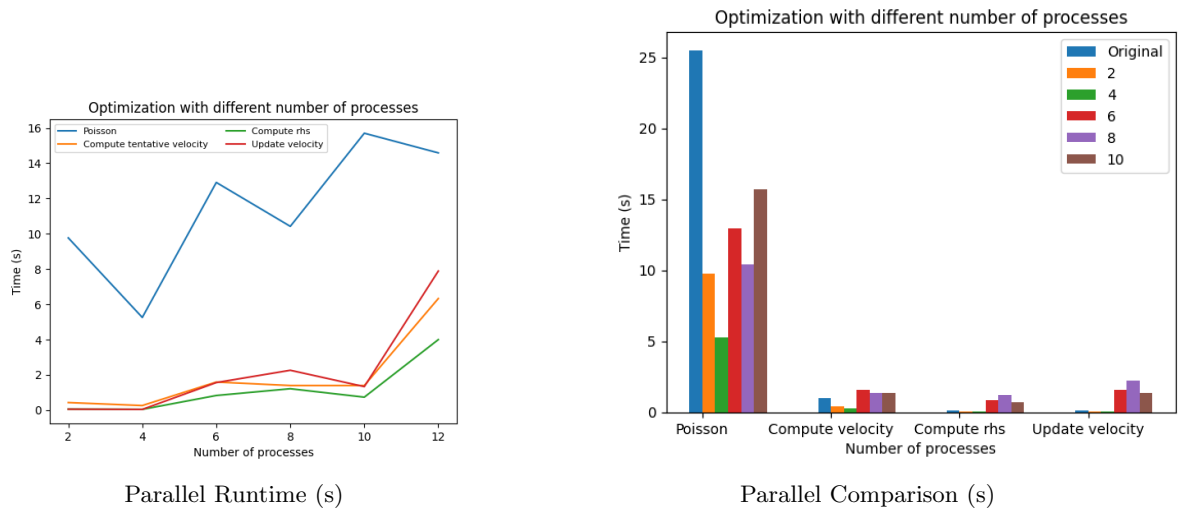 Optimization with different number of processes
Poisson
Compute tentative velocity
Compute rhs
Update velocity
16
14
12
10
8
6
4
2
0
Time (s)
2 4 6 8 10 12
Number of processes
Parallel Runtime (s)
Optimization with different number of processes
Original
2
4
6
8
10
25
20
15
10
5
0
Time (s)
Poisson Compute velocity Compute rhs Update velocity
Number of processes
Parallel Comparison (s)